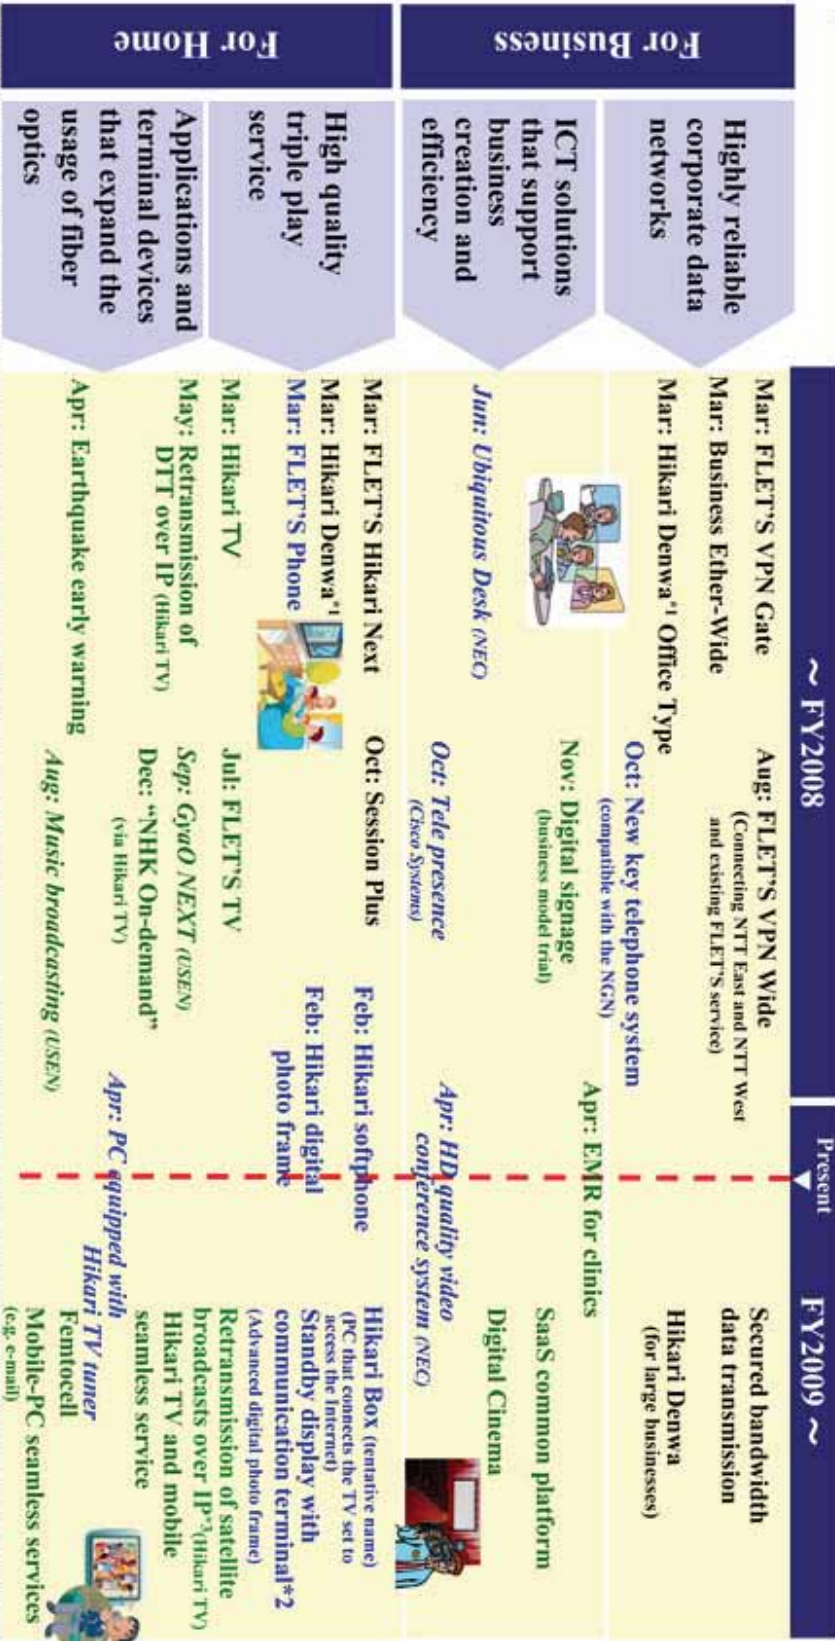 ~ FY2008
Present
FY2009 ~
For Business
Highly reliable
corporate data
networks
Mar: FLET'S VPN Gate
Mar: Business Ether-Wide
Mar: Hikari Denwa*1 Office Type
Aug: FLET'S VPN Wide
(Connecting NTT East and NTT West
and existing FLET'S service)
Oct: New key telephone system
(compatible with the NGN)
Secured bandwidth
data transmission
Hikari Denwa
(for large businesses)
ICT solutions
that support
business
creation and
efficiency
Jun: Ubiquitous Desk (NEC)
Nov: Digital signage
(business model trial)
Oct: Tele presence
(Cisco Systems)
Apr: EMR for clinics
Apr: HD quality video
conference system (NEC)
SaaS common platform
Digital Cinema
For Home
High quality
triple play
service
Mar: FLET'S Hikari Next
Mar: Hikari Denwa*1
Mar: FLET'S Phone
Mar: Hikari TV
Oct: Session Plus
Jul: FLET'S TV
Feb: Hikari softphone
Feb: Hikari digital
photo frame
Hikari Box (tentative name)
(PC that connects the TV set to
access the Internet)
Standby display with
communication terminal*2
(Advanced digital photo frame)
Retransmission of satellite
broadcasts over IP*3 (Hikari TV)
Hikari TV and mobile
seamless service
Applications and
terminal devices
that expand the
usage of fiber
optics
May: Retransmission of
DTT over IP (Hikari TV)
Apr: Earthquake early warning
Sep: GyaO NEXT (USEN)
Dec: “NHK On-demand”
(via Hikari TV)
Aug: Music broadcasting (USEN)
Apr: PC equipped with
Hikari TV tuner
Femtocell
Mobile-PC seamless services
(e.g. e-mail)